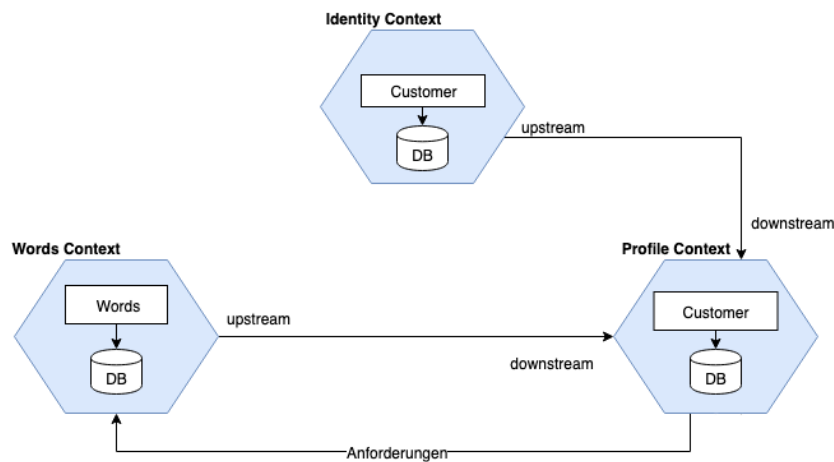 Identity Context
Customer
DB
upstream
downstream
Words Context
Profile Context
Words
Customer
upstream
downstream
DB
DB
Anforderungen